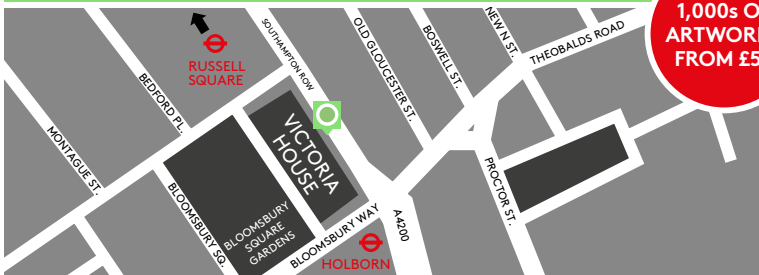 1,000s O
ARTWOR
FROM £5
RUSSELL
SQUARE
SOUTHAMPTON ROW
OLD GLOUCESTER ST.
BOSWELL ST.
NEW N ST.
THEOBALDS ROAD
BEDFORD PL.
MONTAGUE ST.
VICTORIA
HOUSE
BLOOMSBURY SQ.
BLOOMSBURY
SQUARE
GARDENS
BLOOMSBURY WAY
A4200
PROCTOR ST.
HOLBORN